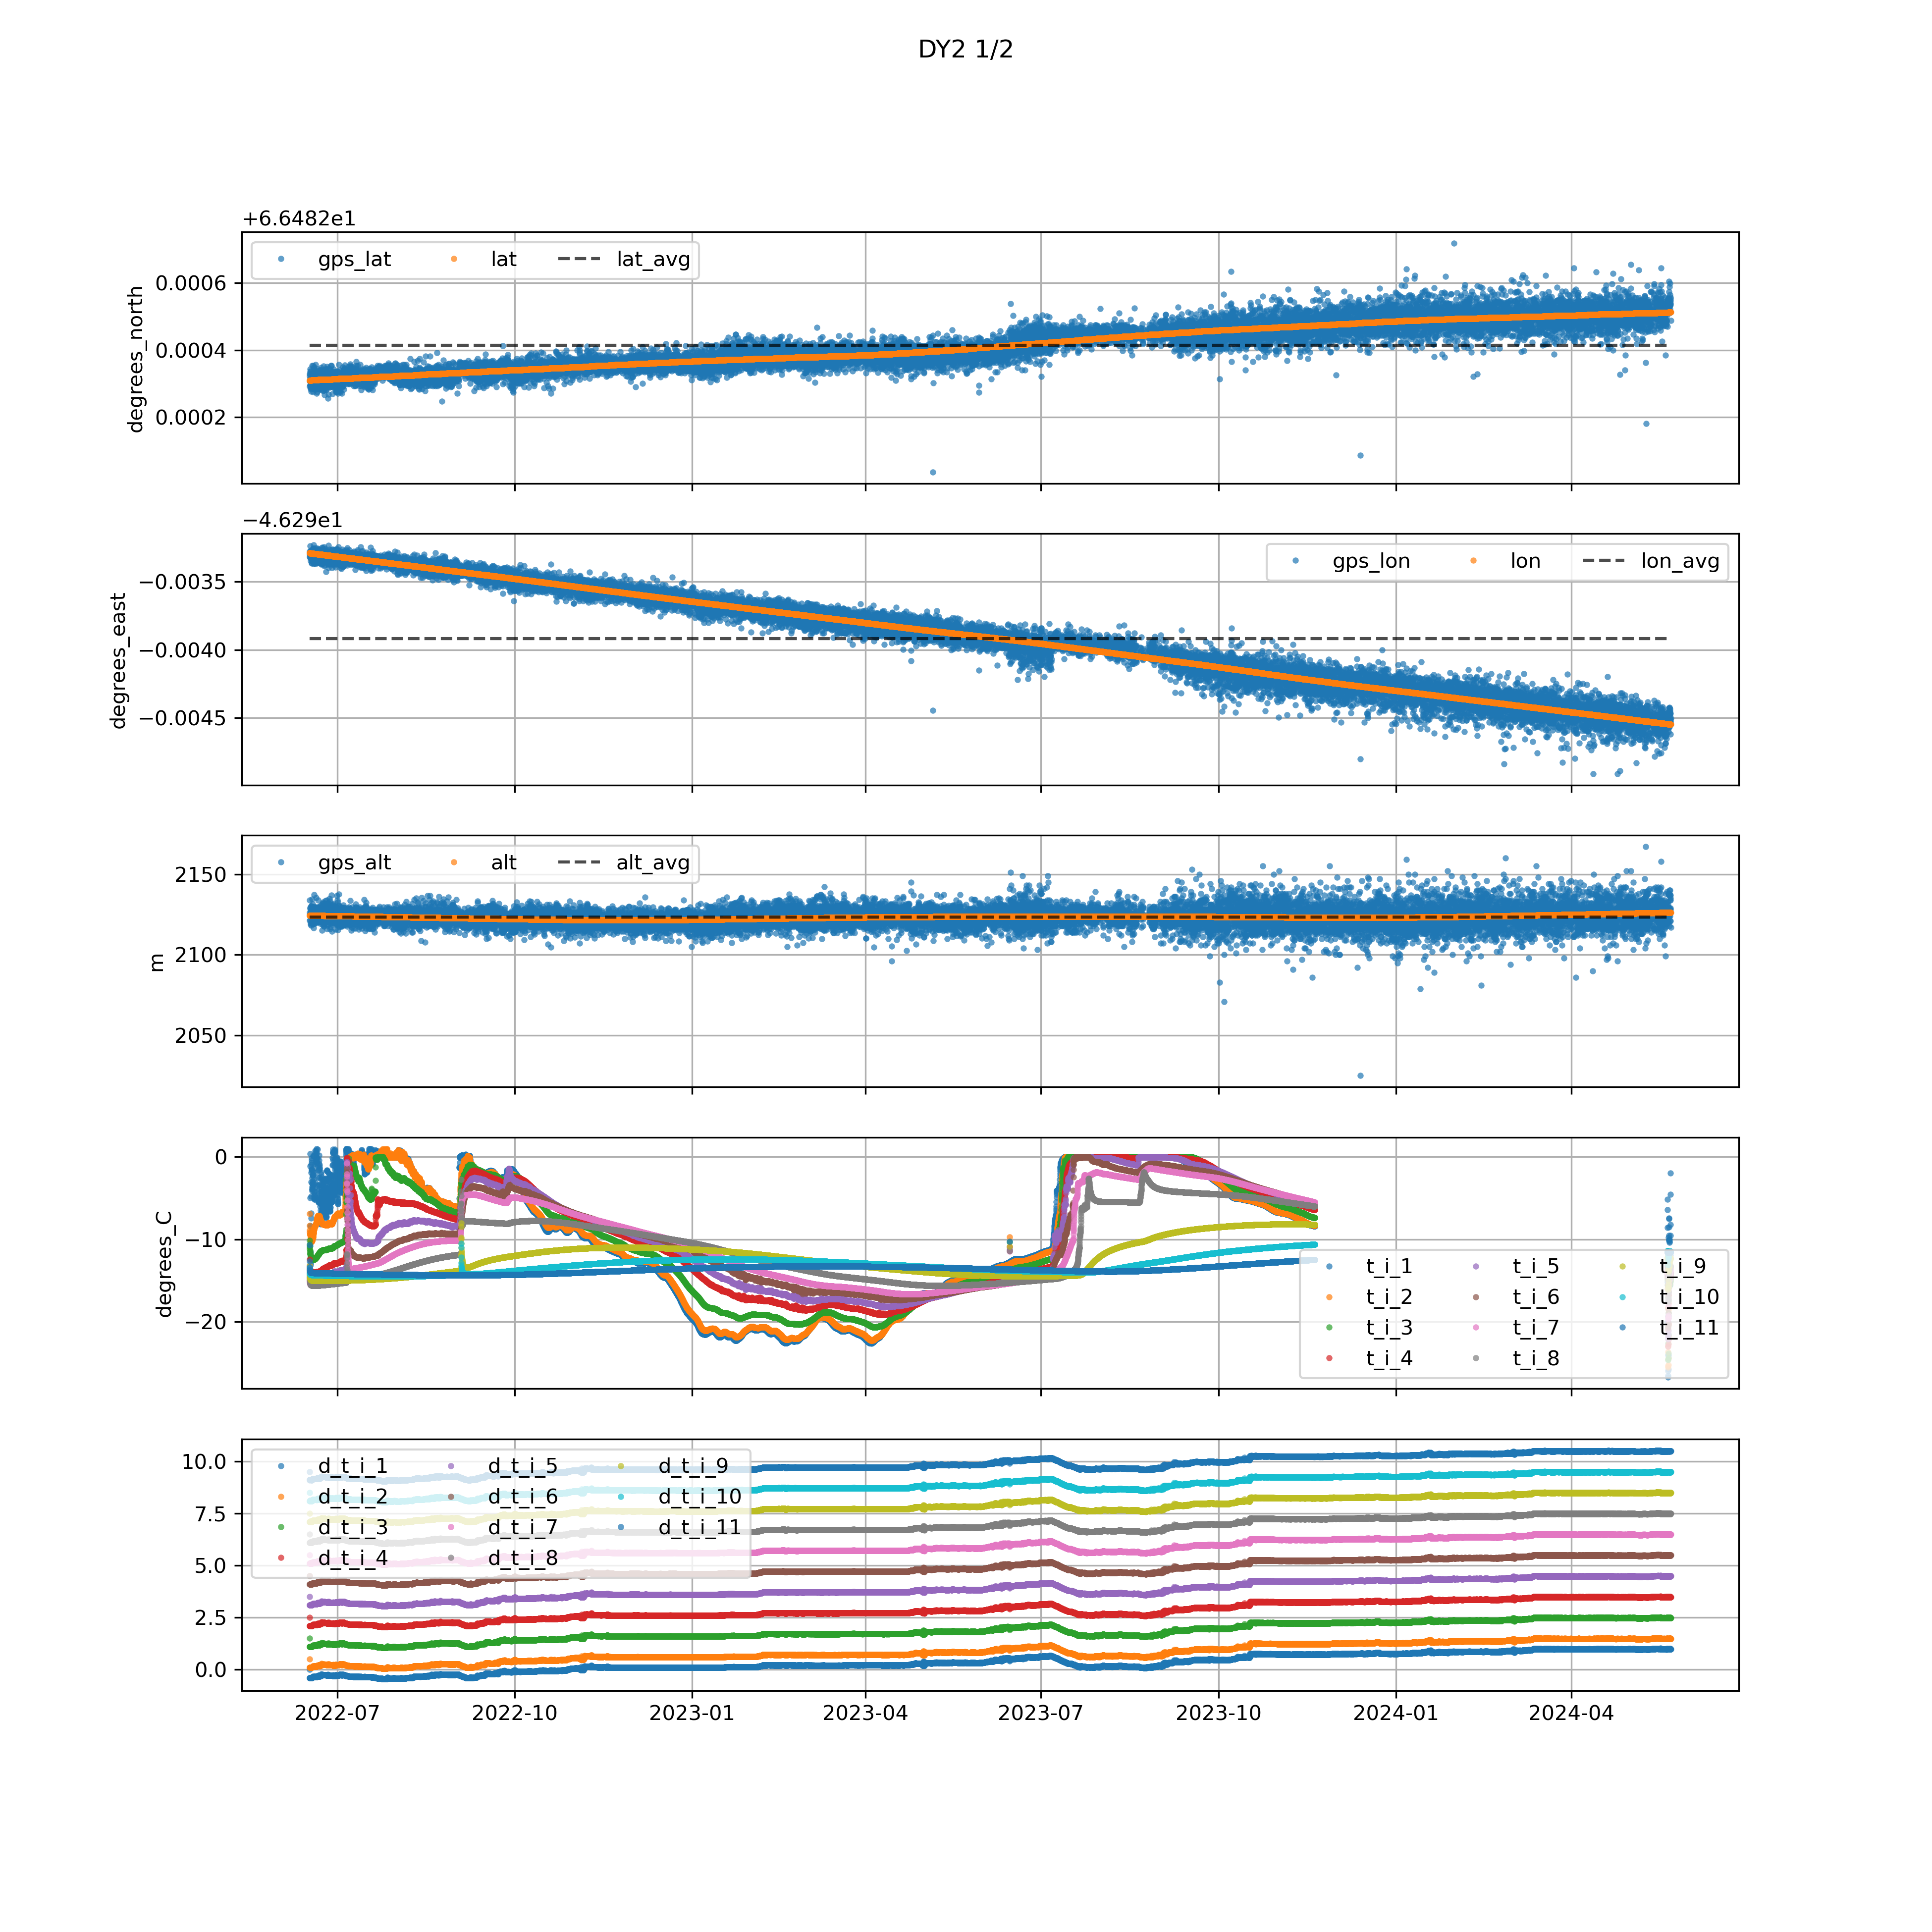 DY2 1/2
+6.6482e1
gps_lat lat lat_avg
0.0006
0.0004
0.0002
degrees_north
−4.629e1
gps_lon lon lon_avg
−0.0035
−0.0040
−0.0045
degrees_east
gps_alt alt alt_avg
2150
2100
2050
m
0
−10
−20
degrees_C
t_i_1 t_i_5 t_i_9
t_i_2 t_i_6 t_i_10
t_i_3 t_i_7 t_i_11
t_i_4 t_i_8
10.0
7.5
5.0
2.5
0.0
d_t_i_1 d_t_i_5 d_t_i_9
d_t_i_2 d_t_i_6 d_t_i_10
d_t_i_3 d_t_i_7 d_t_i_11
d_t_i_4 d_t_i_8
2022-07 2022-10 2023-01 2023-04 2023-07 2023-10 2024-01 2024-04